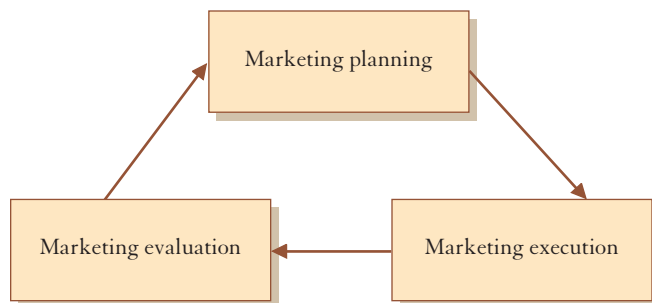 Marketing planning
Marketing evaluation
Marketing execution